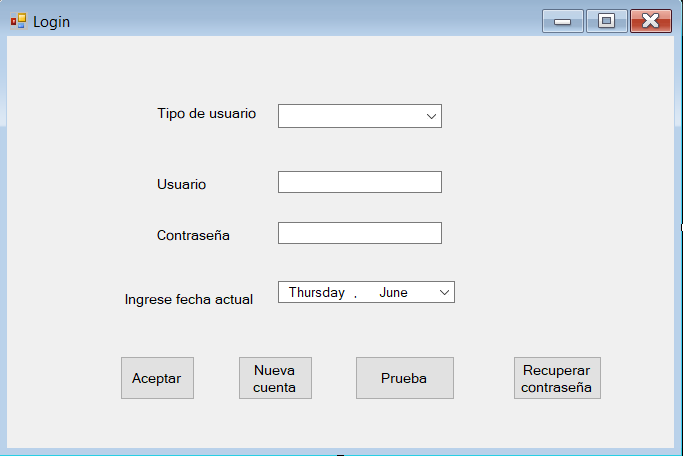 Login
Tipo de usuario
Usuario
Contraseña
Ingrese fecha actual
Thursday , June
Aceptar
Nueva
cuenta
Prueba
Recuperar
contraseña